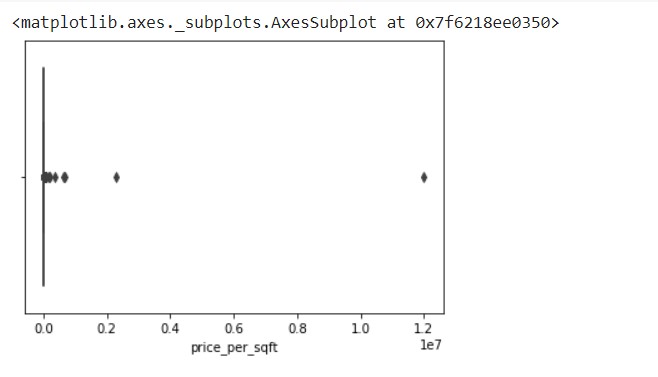 <matplotlib.axes._subplots.AxesSubplot at 0x7f6218ee0350>
0.0 0.2 0.4 0.6 0.8 1.0 1.2
1e7
price_per_sqft